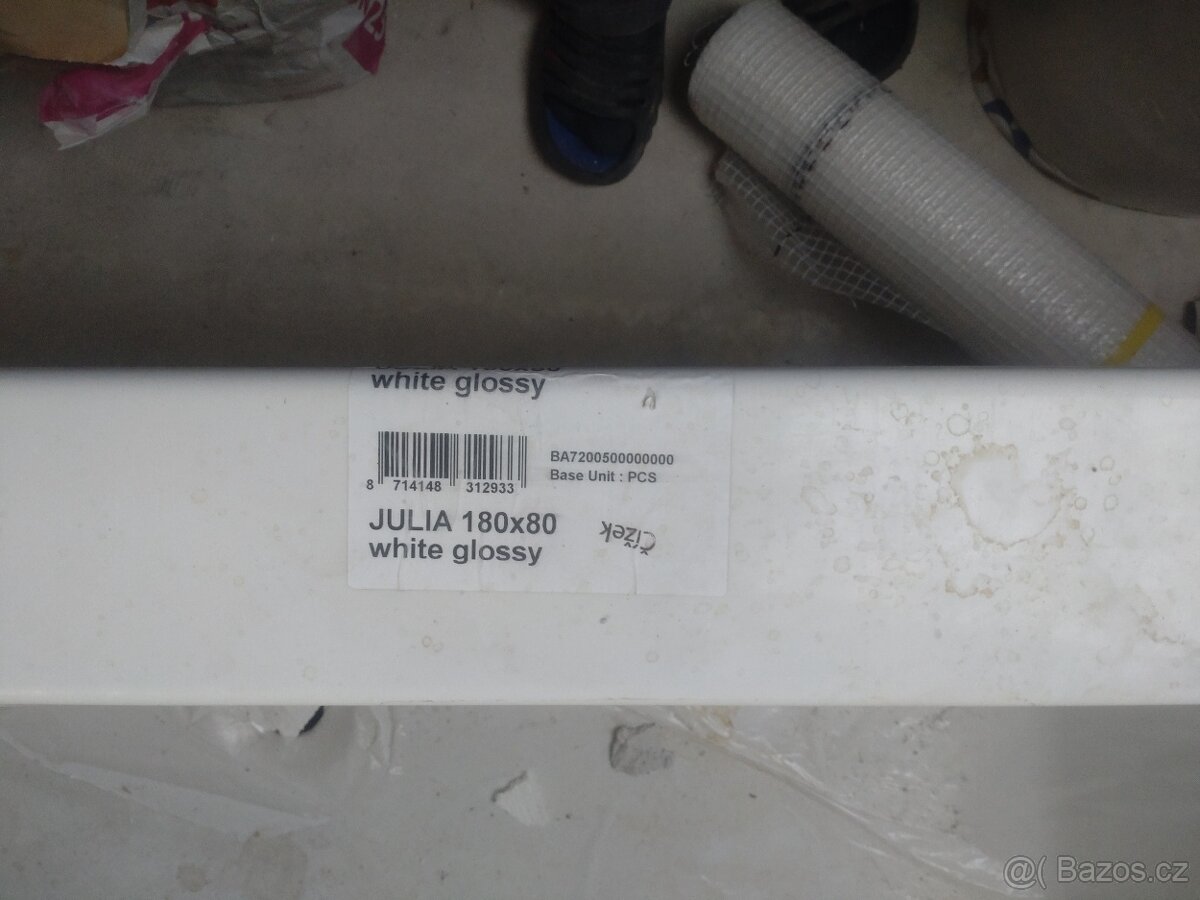 white glossy
8 714148 312933
BA7200500000000
Base Unit : PCS
JULIA 180x80
white glossy
Čížek
@( Bazos.cz